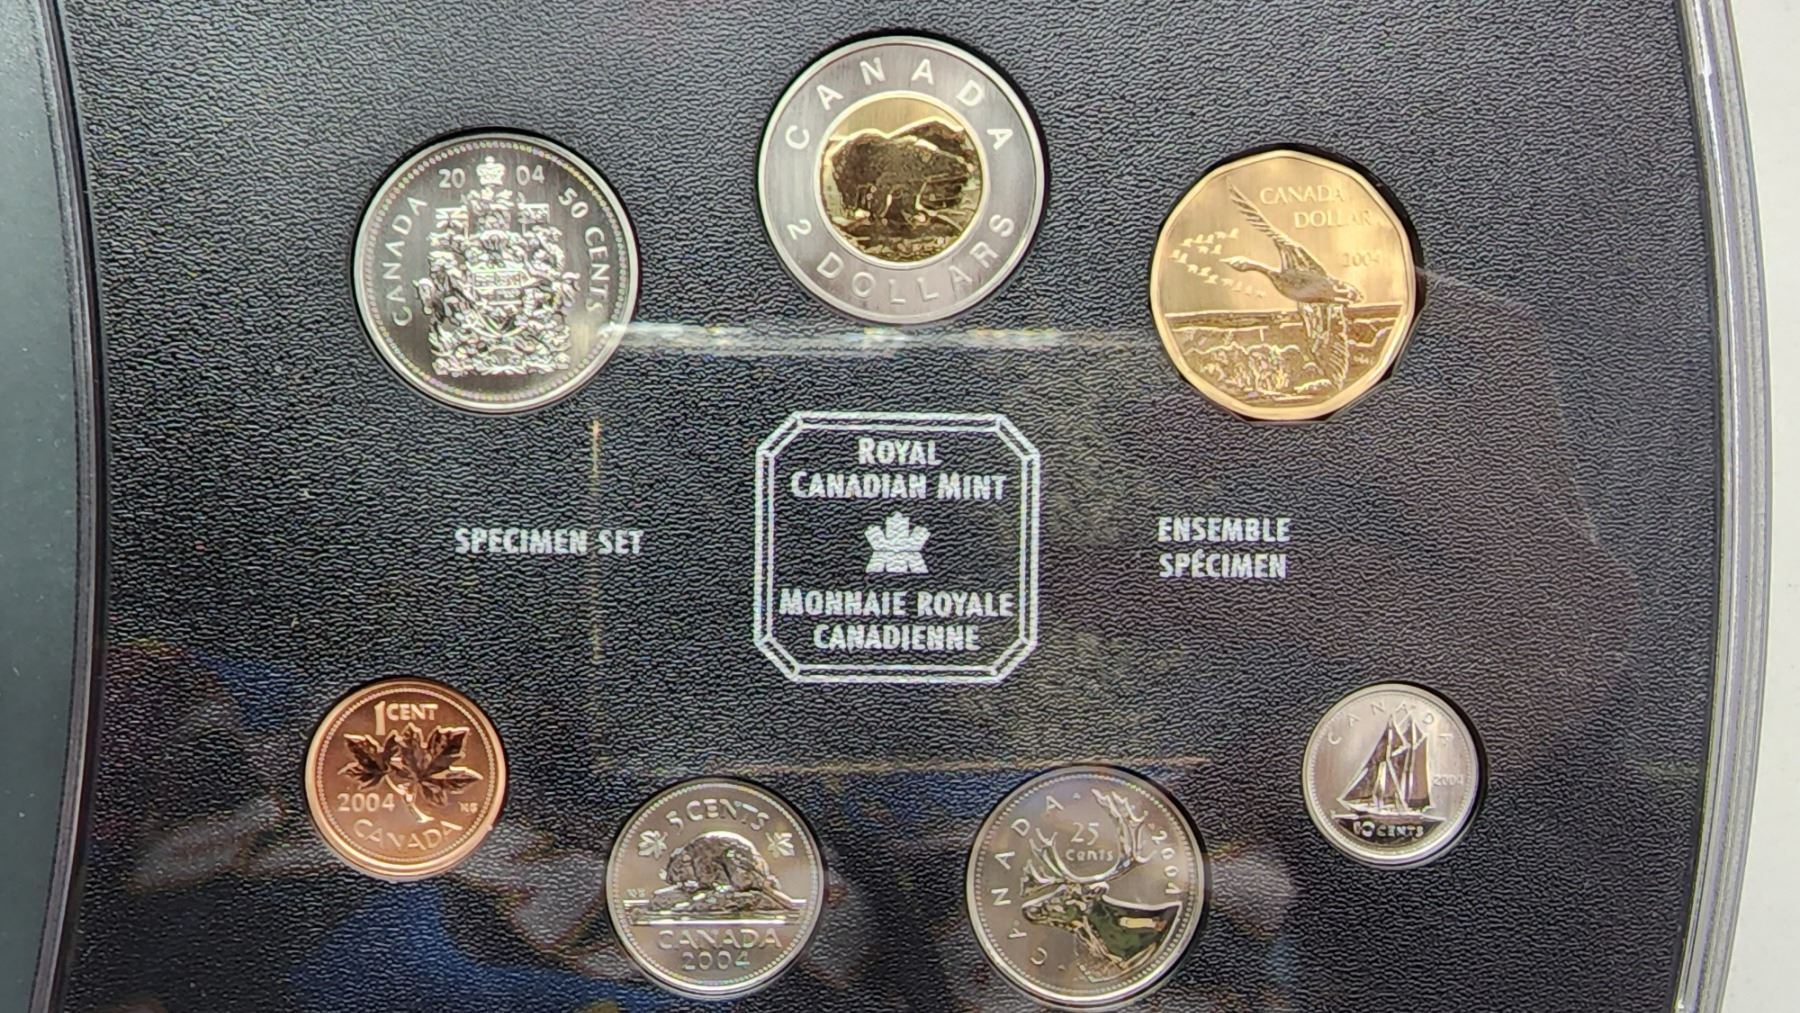 CANADA
2 DOLLARS
2004
CANADA
50 CENTS
CANADA
DOLLAR
2004
ROYAL
CANADIAN MINT
MONNAIE ROYALE
CANADIENNE
SPECIMEN SET
ENSEMBLE
SPÉCIMEN
1 CENT
2004
CANADA
5 CENTS
CANADA
2004
CANADA
25
cents
2004
CANADA
2004
10 CENTS